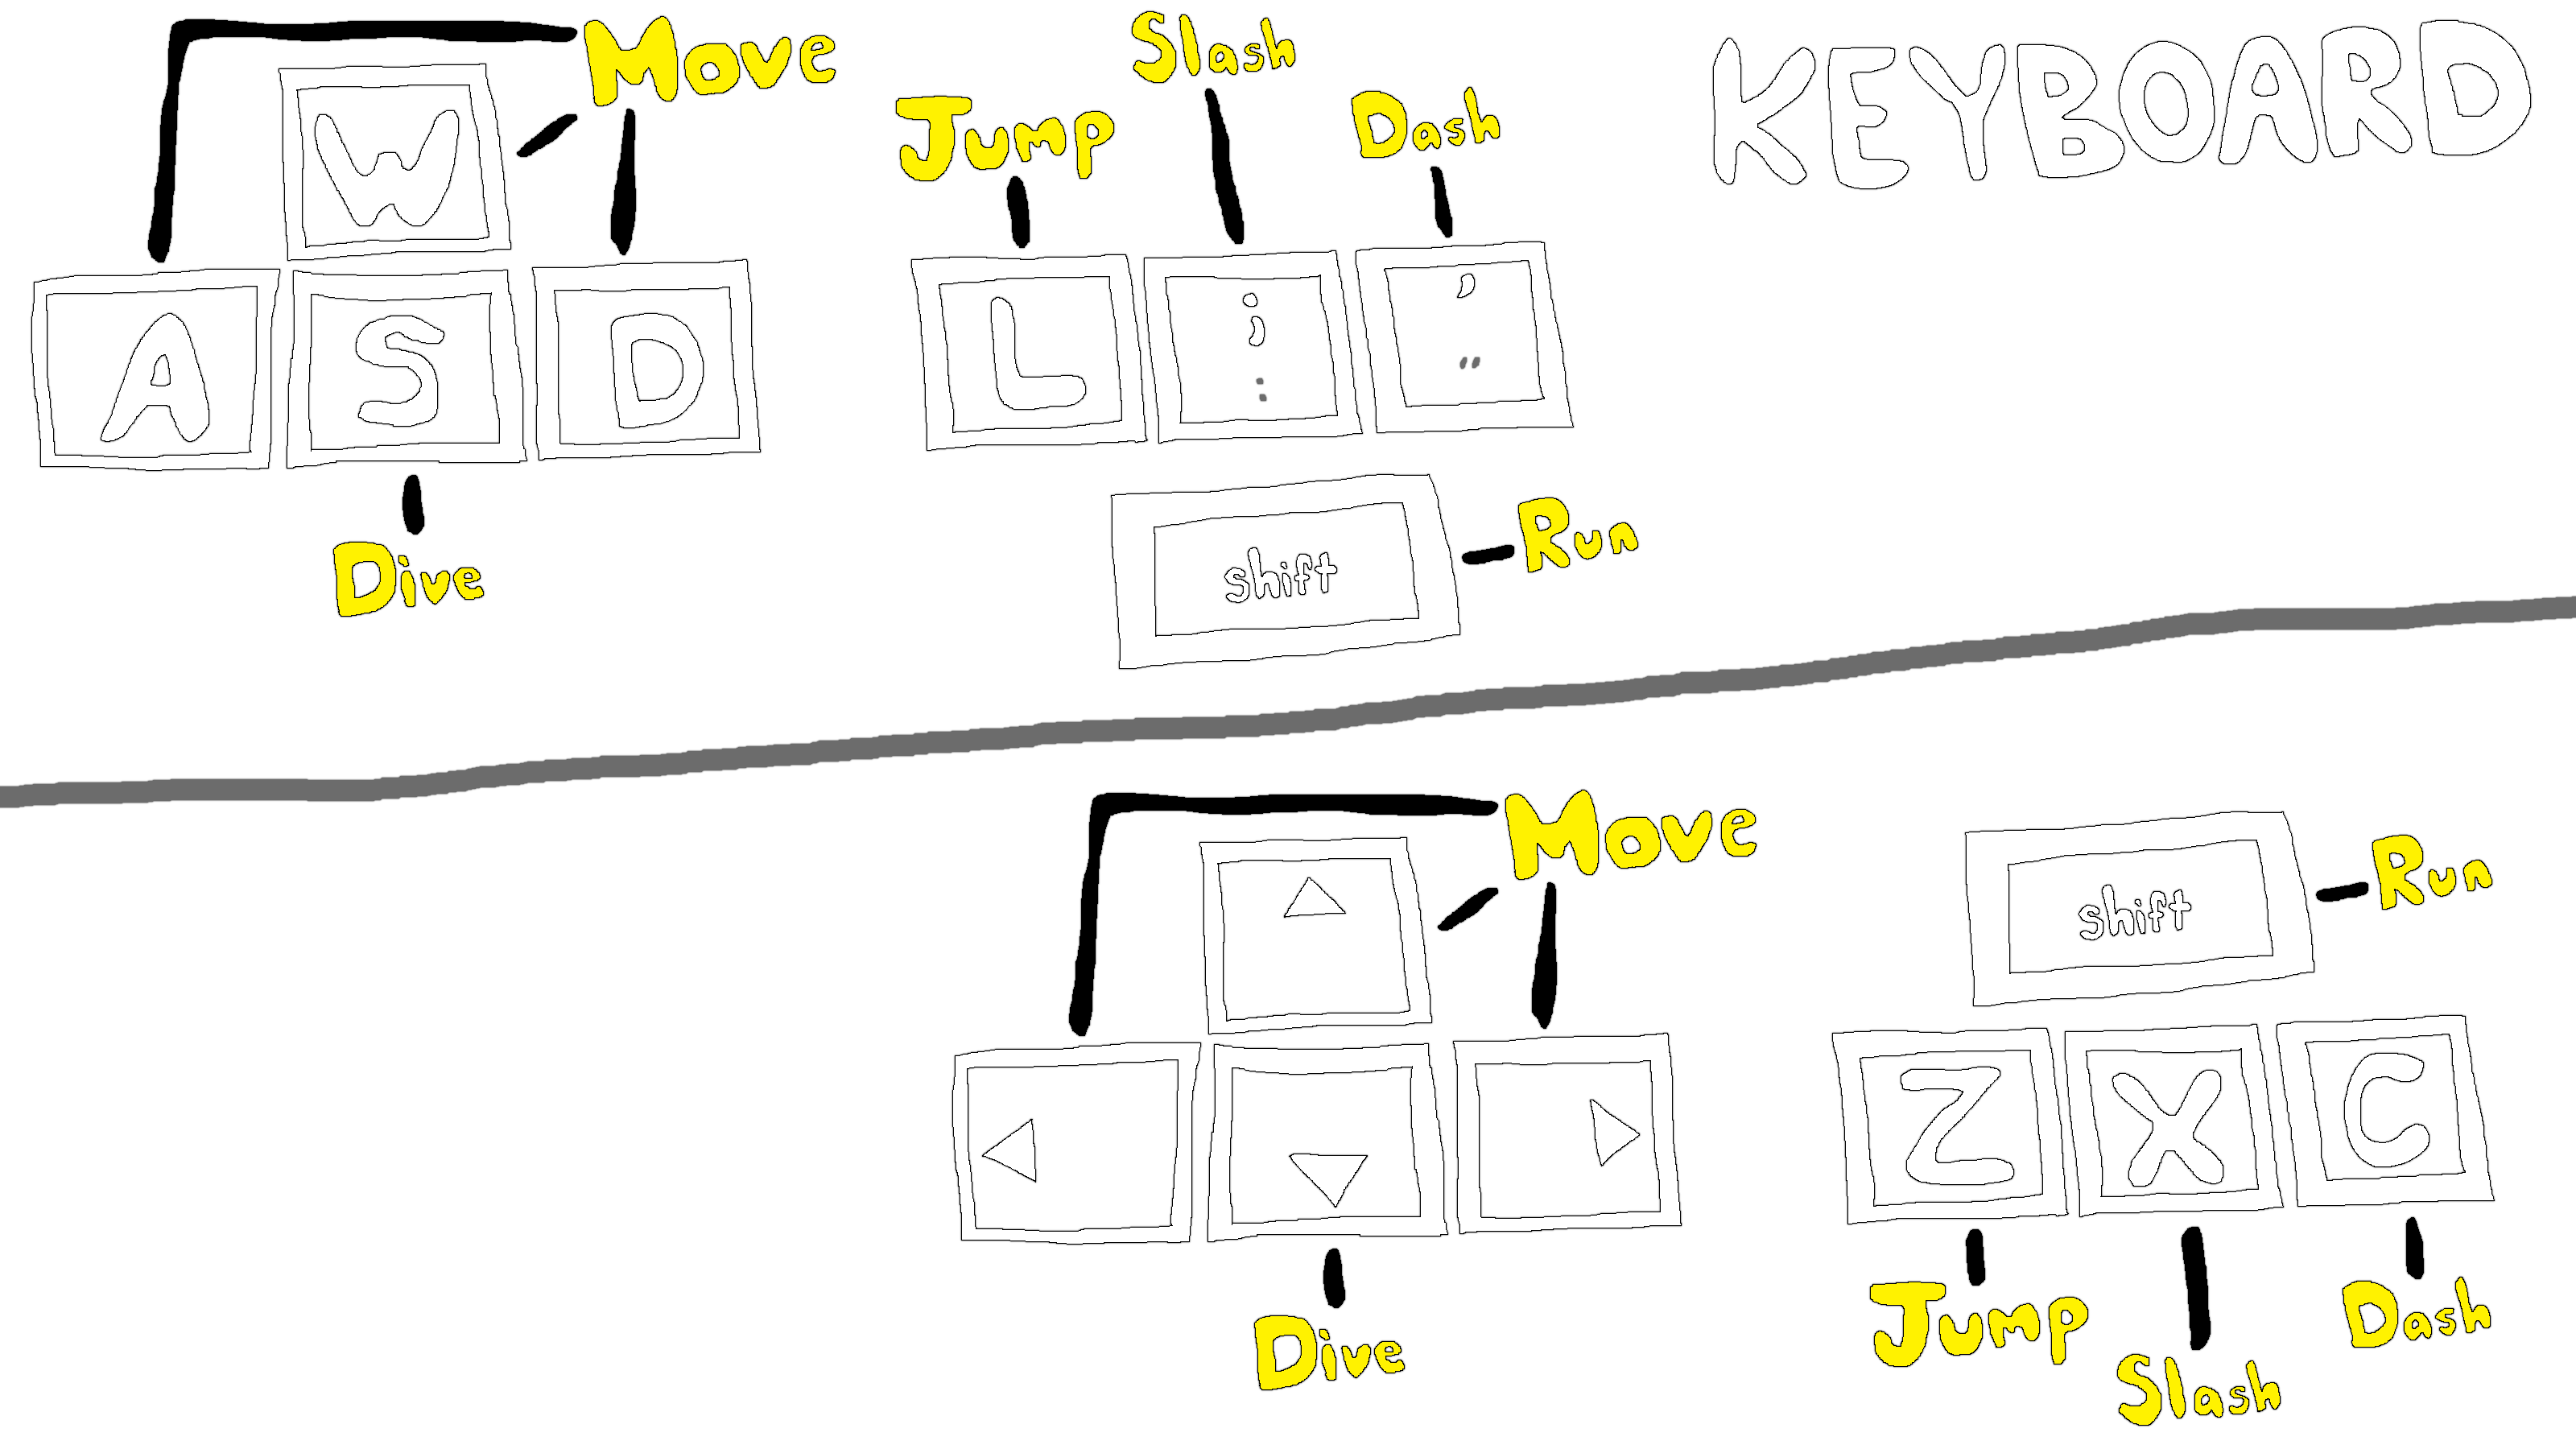 KEYBOARD
Move
Slash
Jump
Dash
W
A S D
L ; :
' "
Dive
shift
Run
Move
shift
Run
Z X C
Dive
Jump
Slash
Dash